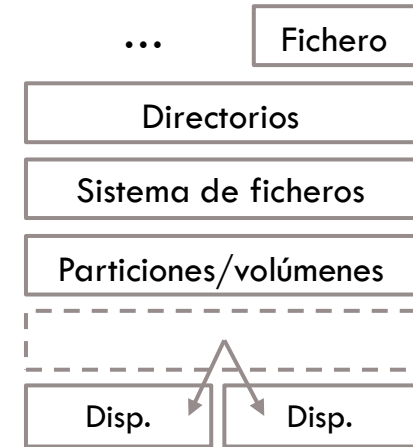 ... Fichero
Directorios
Sistema de ficheros
Particiones/volúmenes
Disp. Disp.